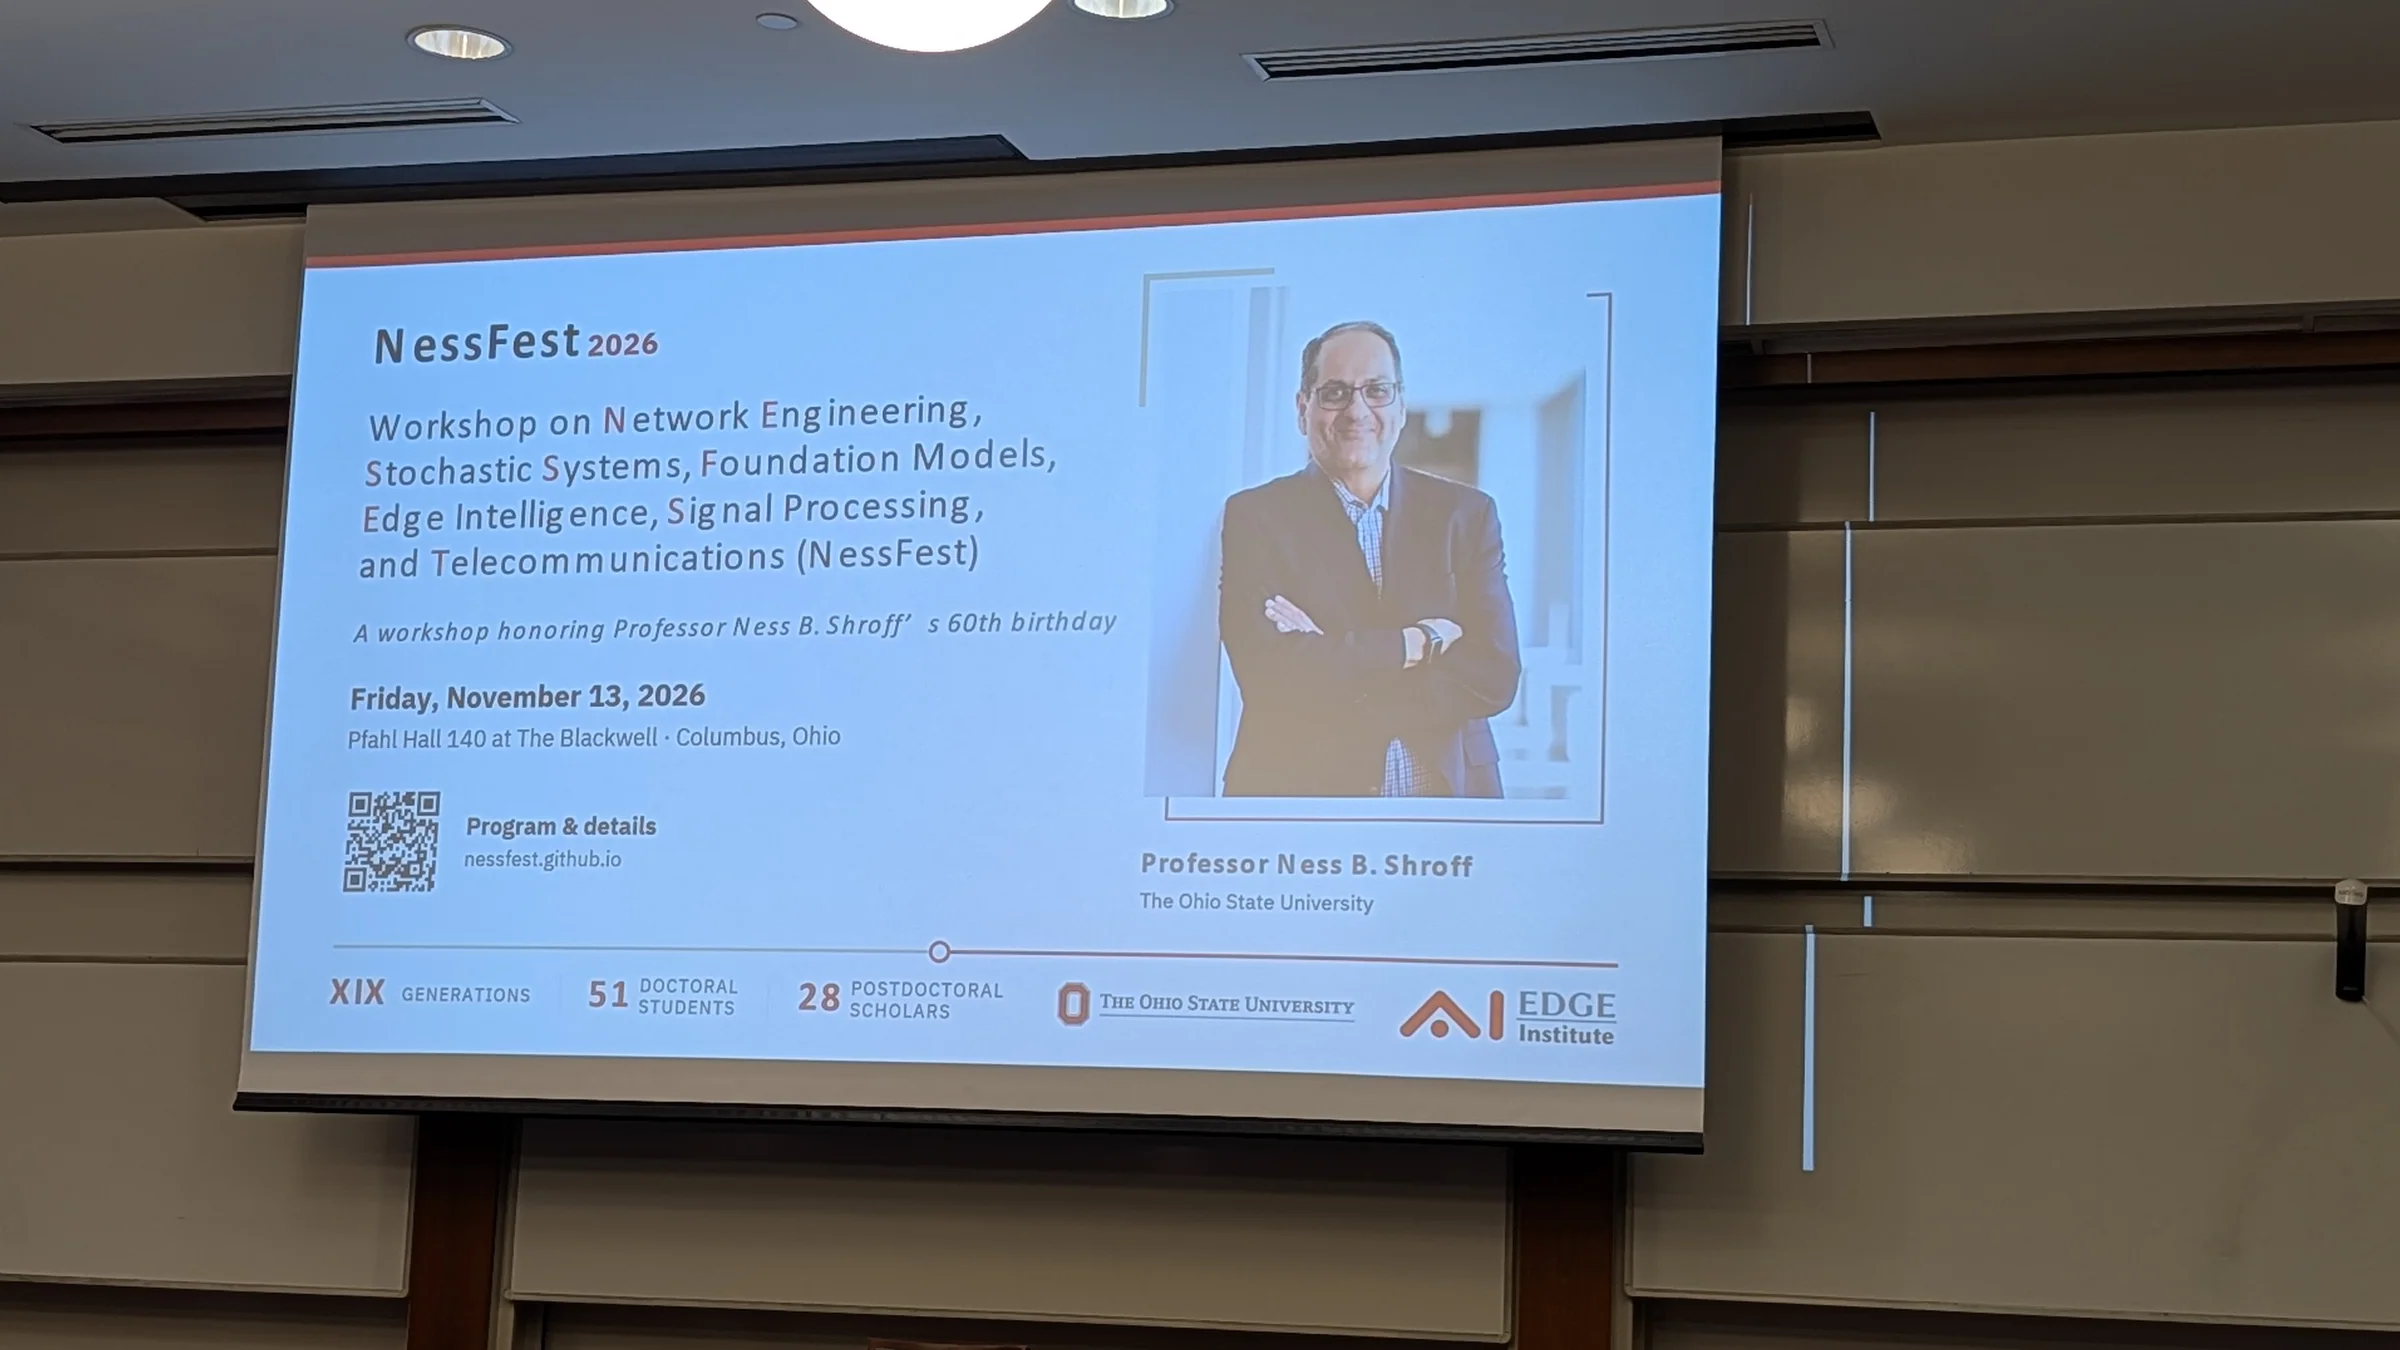 NessFest 2026
Workshop on Network Engineering,
Stochastic Systems, Foundation Models,
Edge Intelligence, Signal Processing,
and Telecommunications (NessFest)
A workshop honoring Professor Ness B. Shroff’ s 60th birthday
Friday, November 13, 2026
Pfahl Hall 140 at The Blackwell · Columbus, Ohio
Program & details
nessfest.github.io
Professor Ness B. Shroff
The Ohio State University
XIX GENERATIONS
51 DOCTORAL
STUDENTS
28 POSTDOCTORAL
SCHOLARS
THE OHIO STATE UNIVERSITY
AI EDGE
Institute